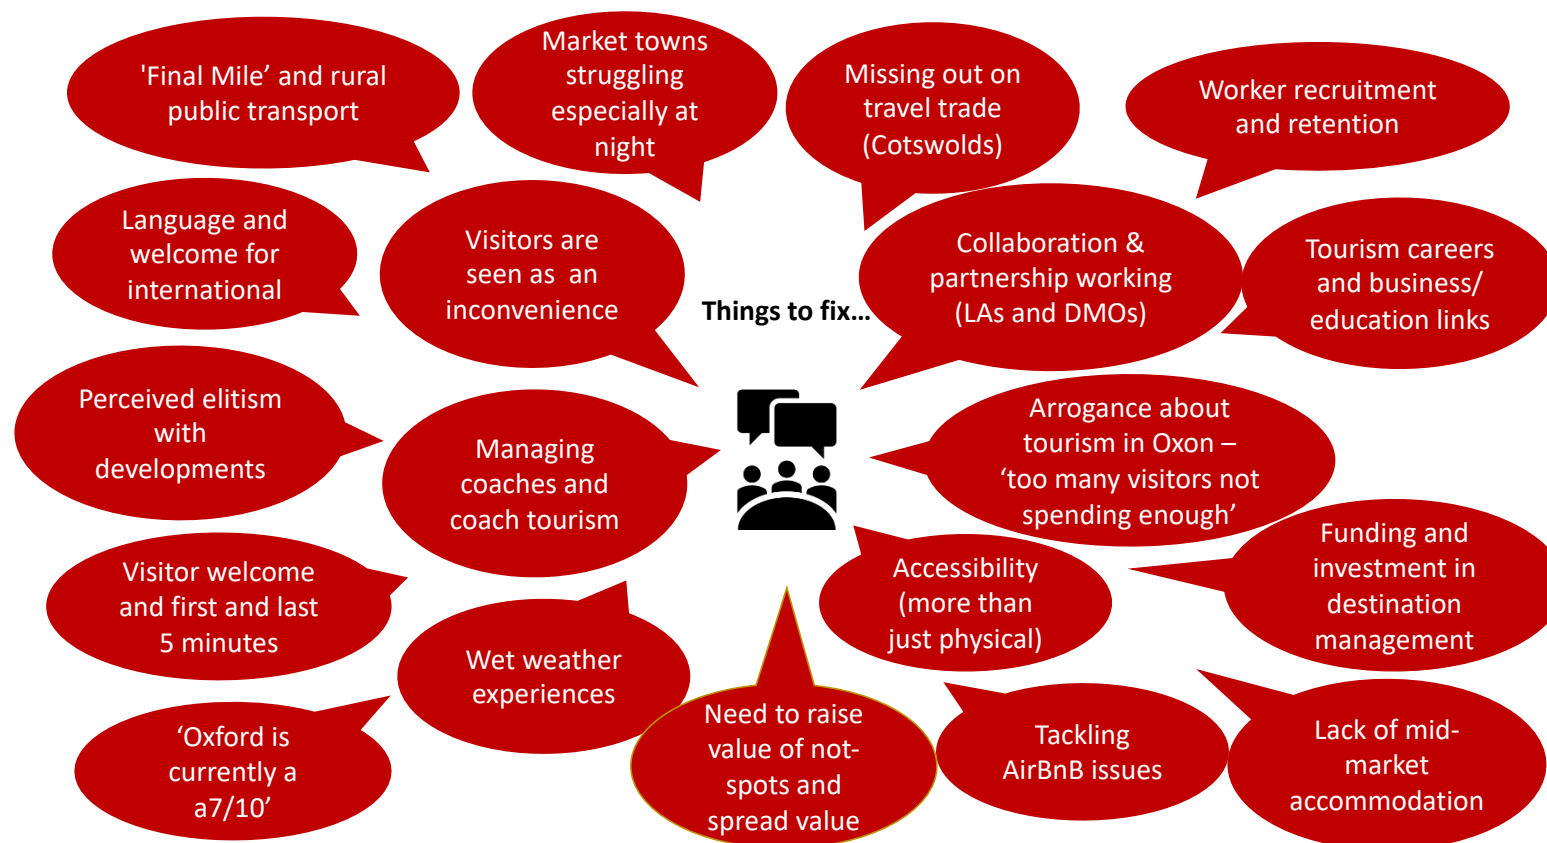 'Final Mile’ and rural
public transport
Market towns
struggling
especially at
night
Missing out on
travel trade
(Cotswolds)
Worker recruitment
and retention
Language and
welcome for
international
Visitors are
seen as  an
inconvenience
Things to fix…
Collaboration &
partnership working
(LAs and DMOs)
Tourism careers
and business/
education links
Perceived elitism
with
developments
Managing
coaches and
coach tourism
Arrogance about
tourism in Oxon –
‘too many visitors not
spending enough’
Visitor welcome
and first and last
5 minutes
Wet weather
experiences
Accessibility
(more than
just physical)
Funding and
investment in
destination
management
‘Oxford is
currently a
a7/10’
Need to raise
value of not-
spots and
spread value
Tackling
AirBnB issues
Lack of mid-
market
accommodation